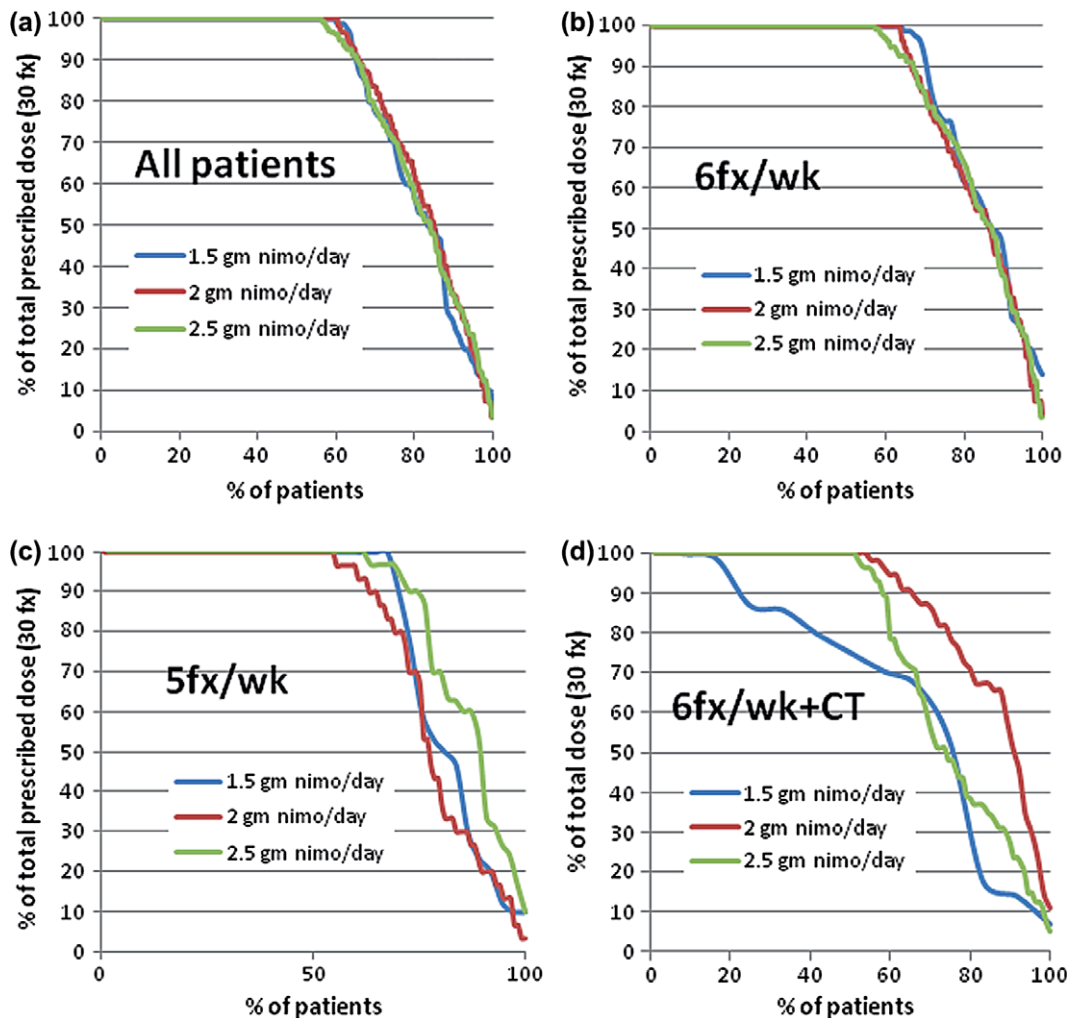 (a)
% of total prescribed dose (30 fx)
100
90
80
70
60
50
40
30
20
10
0
All patients
1.5 gm nimo/day
2 gm nimo/day
2.5 gm nimo/day
0 20 40 60 80 100
% of patients
(b)
% of total prescribed dose (30 fx)
100
90
80
70
60
50
40
30
20
10
0
6fx/wk
1.5 gm nimo/day
2 gm nimo/day
2.5 gm nimo/day
0 20 40 60 80 100
% of patients
(c)
% of total prescribed dose (30 fx)
100
90
80
70
60
50
40
30
20
10
0
5fx/wk
1.5 gm nimo/day
2 gm nimo/day
2.5 gm nimo/day
0 50 100
% of patients
(d)
% of total dose (30 fx)
100
90
80
70
60
50
40
30
20
10
0
6fx/wk+CT
1.5 gm nimo/day
2 gm nimo/day
2.5 gm nimo/day
0 20 40 60 80 100
% of patients